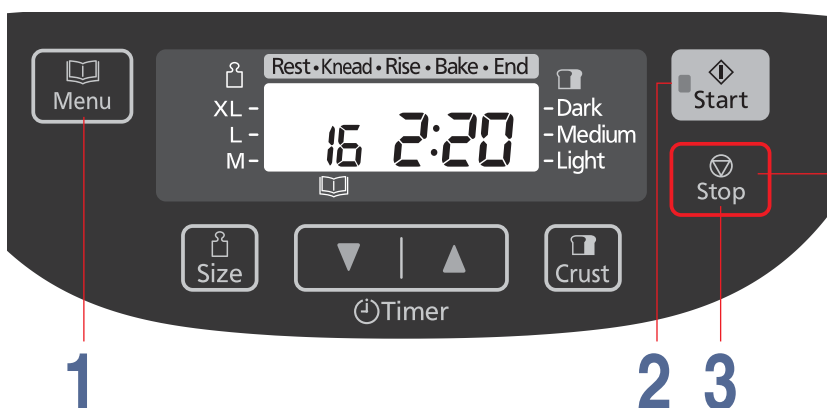 Menu
Rest・Knead・Rise・Bake・End
XL
L
M
16 2:20
Dark
Medium
Light
Start
Stop
Size
Timer
Crust
1
2
3